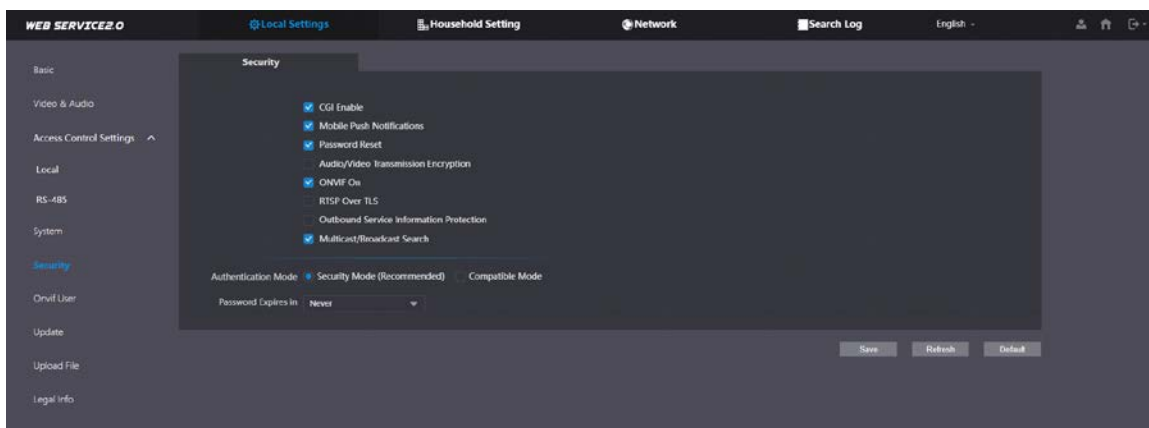 WEB SERVICE2.0 Local Settings Household Setting Network Search Log English
Security
Basic
Video & Audio
Access Control Settings
Local
RS-485
System
Security
Onvif User
Update
Upload File
Legal Info
CGI Enable
Mobile Push Notifications
Password Reset
Audio/Video Transmission Encryption
ONVIF On
RTSP Over TLS
Outbound Service Information Protection
Multicast/Broadcast Search
Authentication Mode Security Mode (Recommended) Compatible Mode
Password Expires in Never
Save Refresh Default